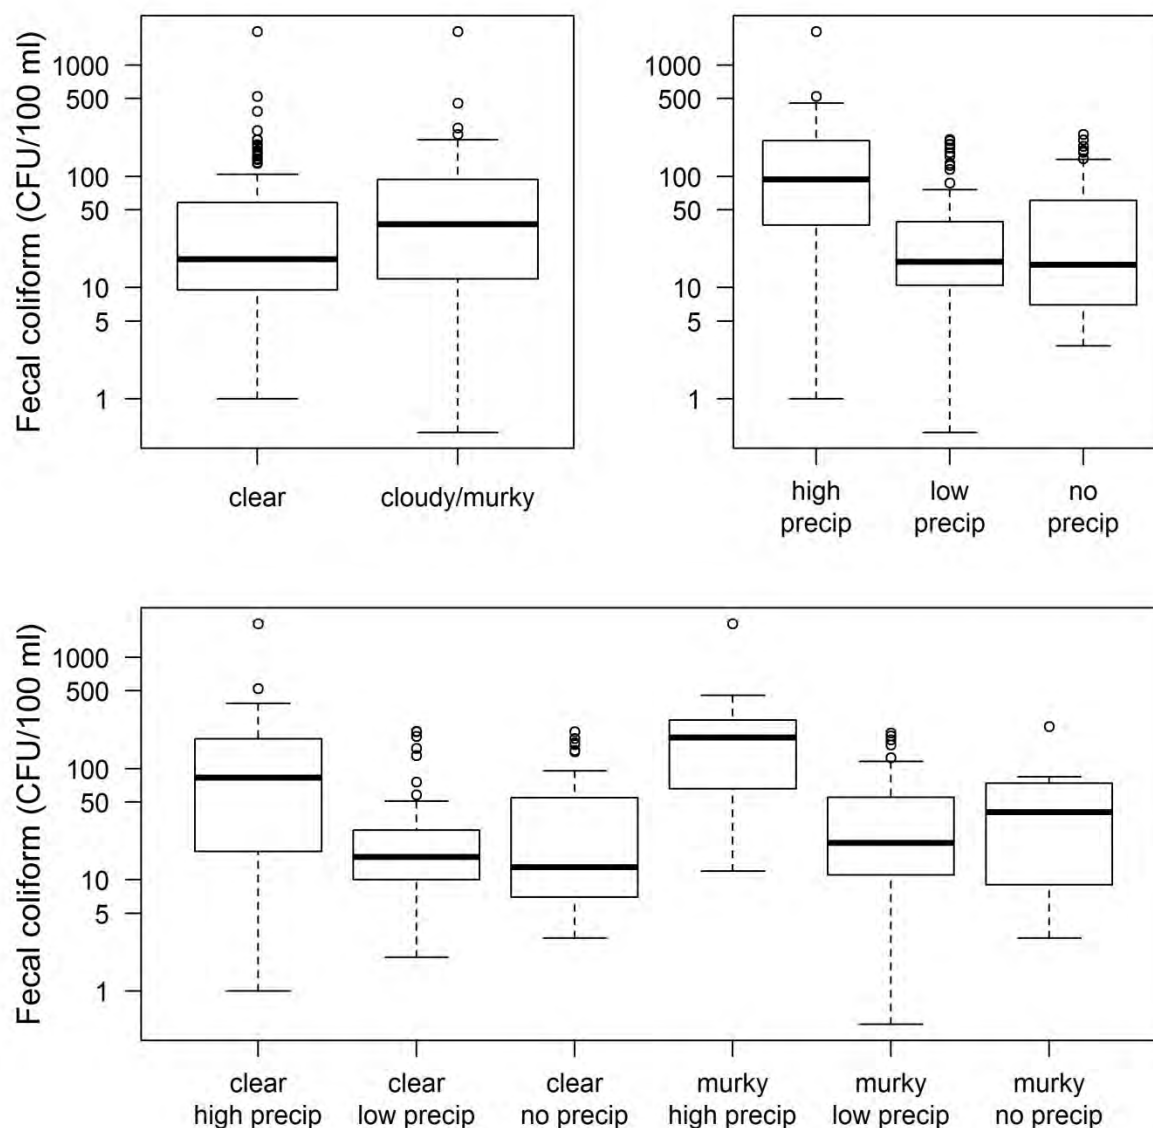 Fecal coliform (CFU/100 ml)
1000
500
100
50
10
5
1
clear
cloudy/murky
1000
500
100
50
10
5
1
high
precip
low
precip
no
precip
Fecal coliform (CFU/100 ml)
1000
500
100
50
10
5
1
clear
high precip
clear
low precip
clear
no precip
murky
high precip
murky
low precip
murky
no precip